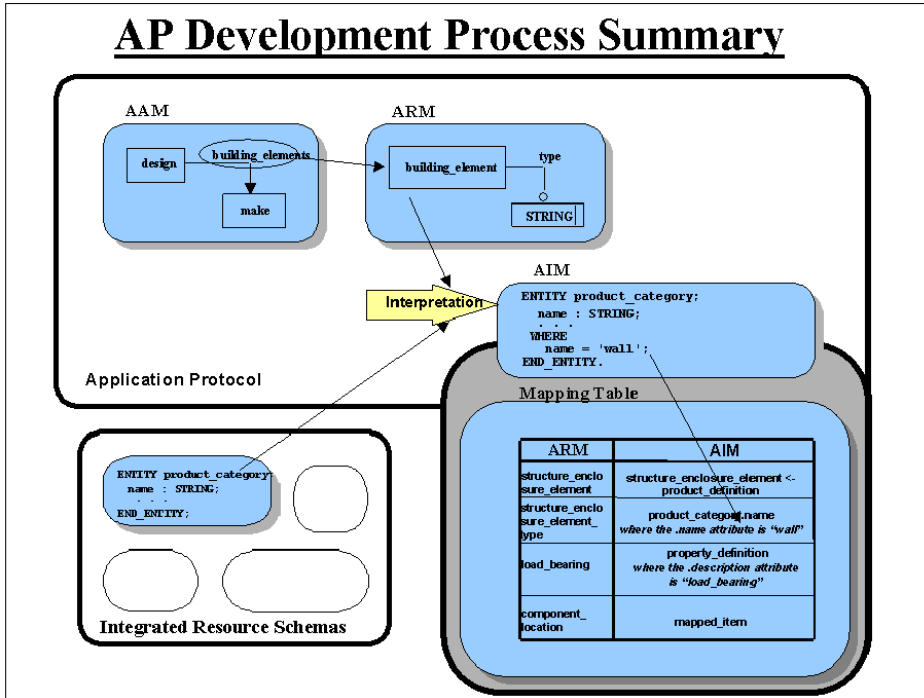 AP Development Process Summary
AAM
design
building_elements
make
ARM
building_element
type
STRING
Interpretation
AIM
ENTITY product_category;
name : STRING;
. . .
WHERE
name = 'wall';
END_ENTITY.
Application Protocol
Mapping Table
ARM
AIM
structure_enclo
sure_element
structure_enclosure_element <-
product_definition
structure_enclo
sure_element_
type
product_category.name
where the .name attribute is “wall”
load_bearing
property_definition
where the .description attribute
is “load_bearing”
component_
location
mapped_item
ENTITY product_category;
name : STRING;
. . .
END_ENTITY;
Integrated Resource Schemas